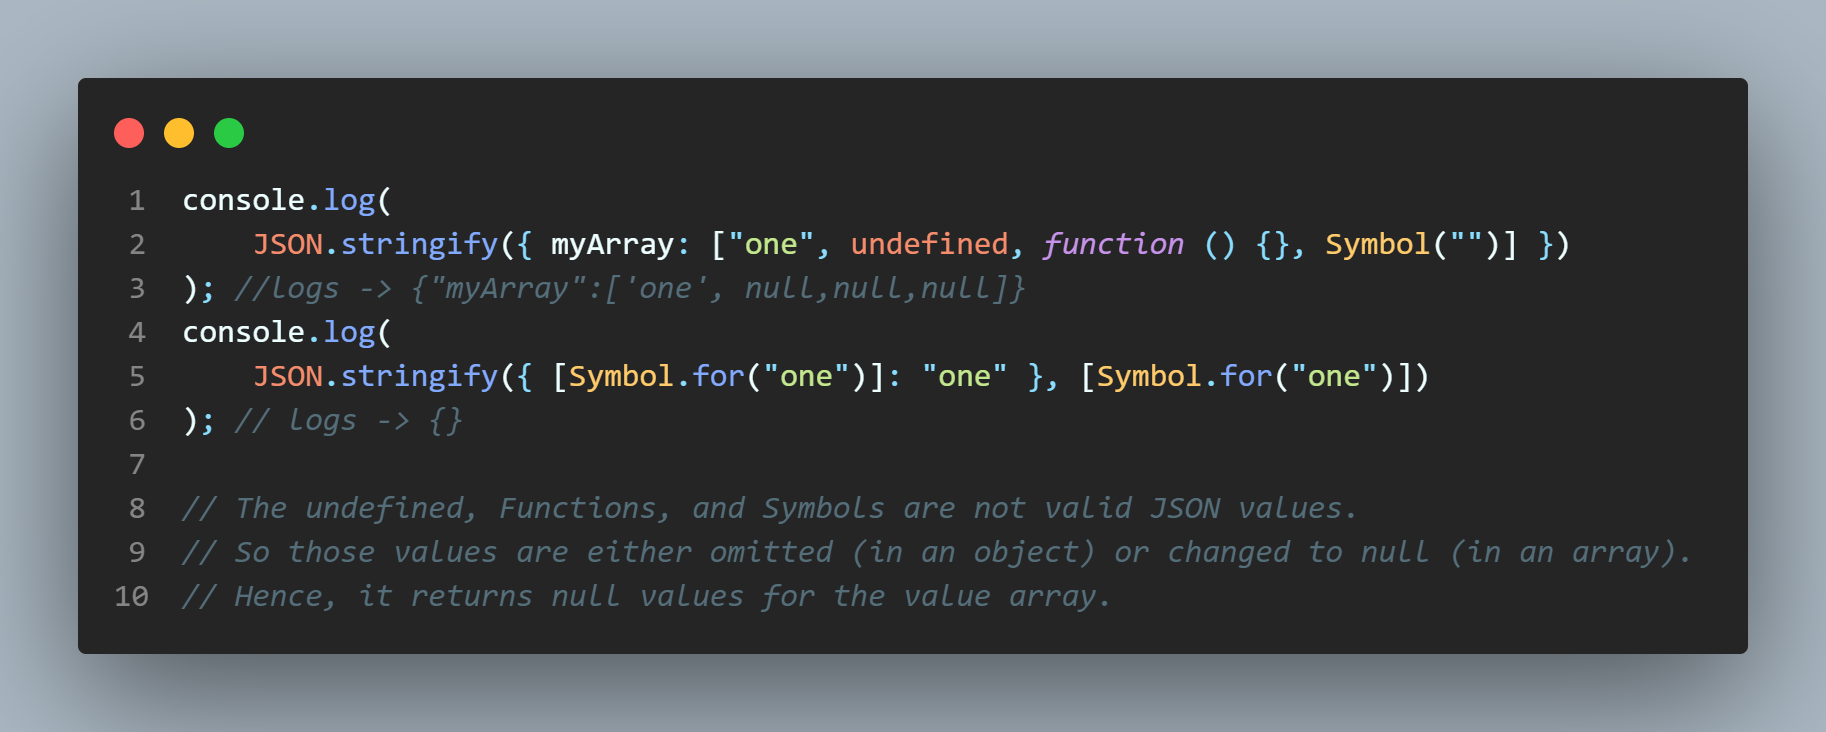 1 console.log(
2     JSON.stringify({ myArray: ["one", undefined, function () {}, Symbol("")] })
3 ); //logs -> {"myArray":['one', null,null,null]}
4 console.log(
5     JSON.stringify({ [Symbol.for("one")]: "one" }, [Symbol.for("one")])
6 ); // logs -> {}
7
8 // The undefined, Functions, and Symbols are not valid JSON values.
9 // So those values are either omitted (in an object) or changed to null (in an array).
10 // Hence, it returns null values for the value array.